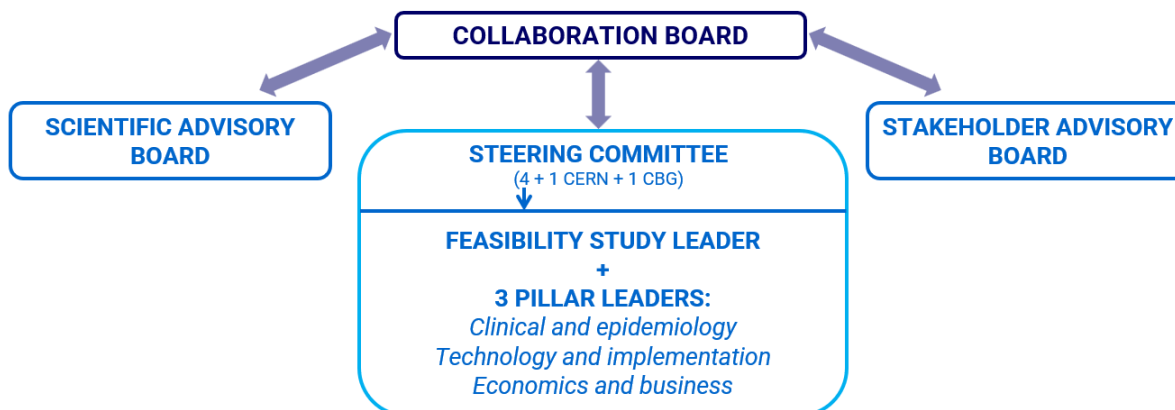 COLLABORATION BOARD
SCIENTIFIC ADVISORY
BOARD
STAKEHOLDER ADVISORY
BOARD
STEERING COMMITTEE
(4 + 1 CERN + 1 CBG)
FEASIBILITY STUDY LEADER
+
3 PILLAR LEADERS:
Clinical and epidemiology
Technology and implementation
Economics and business